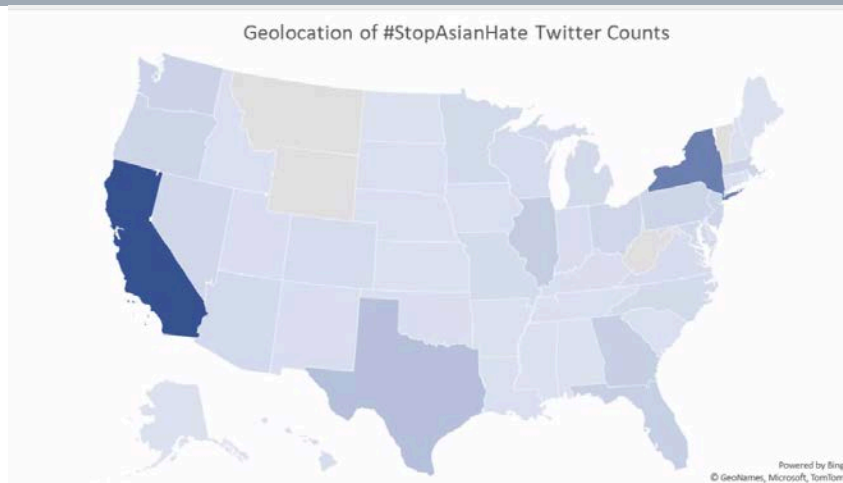 Geolocation of #StopAsianHate Twitter Counts
Powered by Bing
© GeoNames, Microsoft, TomTom